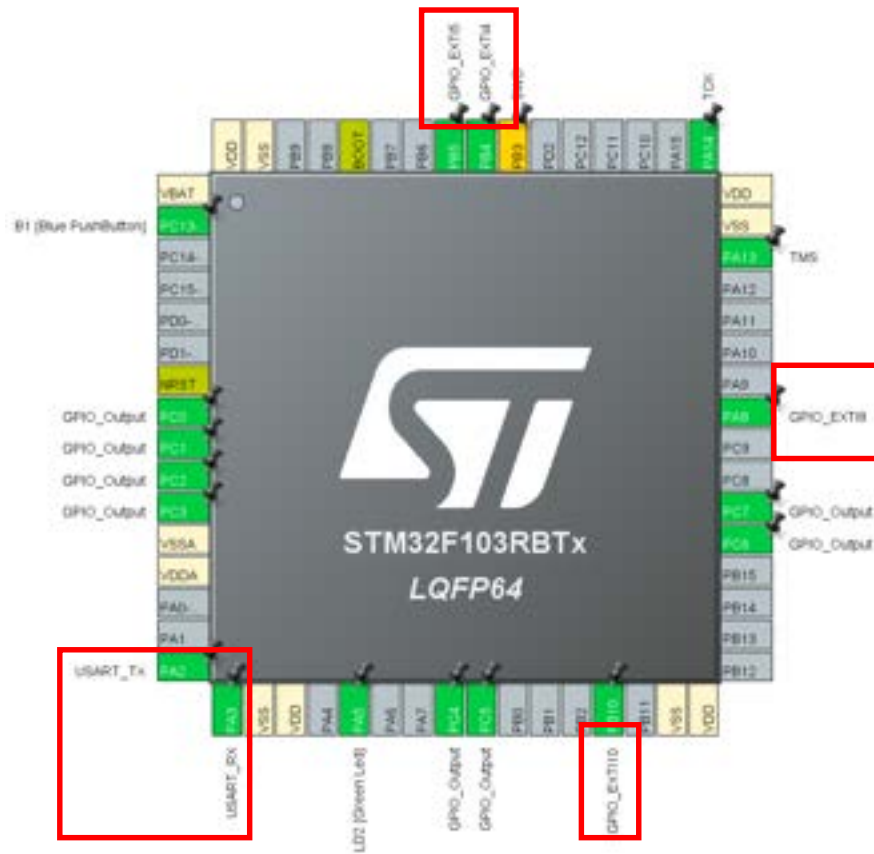 GPIO_EXTI5
GPIO_EXTI4
TCK
VDD
VSS
PB9
PB8
BOOT
PB7
PB6
PB5
PB4
PB3
PD2
PC12
PC11
PC10
PA15
PA14
VBAT
B1 [Blue PushButton] PC13-
PC14-
PC15-
PD0-
PD1-
NRST
GPIO_Output PC0
GPIO_Output PC1
GPIO_Output PC2
GPIO_Output PC3
VSSA
VDDA
PA0-
PA1
USART_Tx PA2
ST
STM32F103RBTx
LQFP64
VDD
VSS
PA13 TMS
PA12
PA11
PA10
PA9
PA8 GPIO_EXTI8
PC9
PC8
PC7 GPIO_Output
PC6 GPIO_Output
PB15
PB14
PB13
PB12
PA3
VSS
VDD
PA4
PA5
PA6
PA7
PC4
PC5
PB0
PB1
PB2
PB10
PB11
VSS
VDD
USART_RX
LD2 [Green Led]
GPIO_Output
GPIO_Output
GPIO_EXTI10